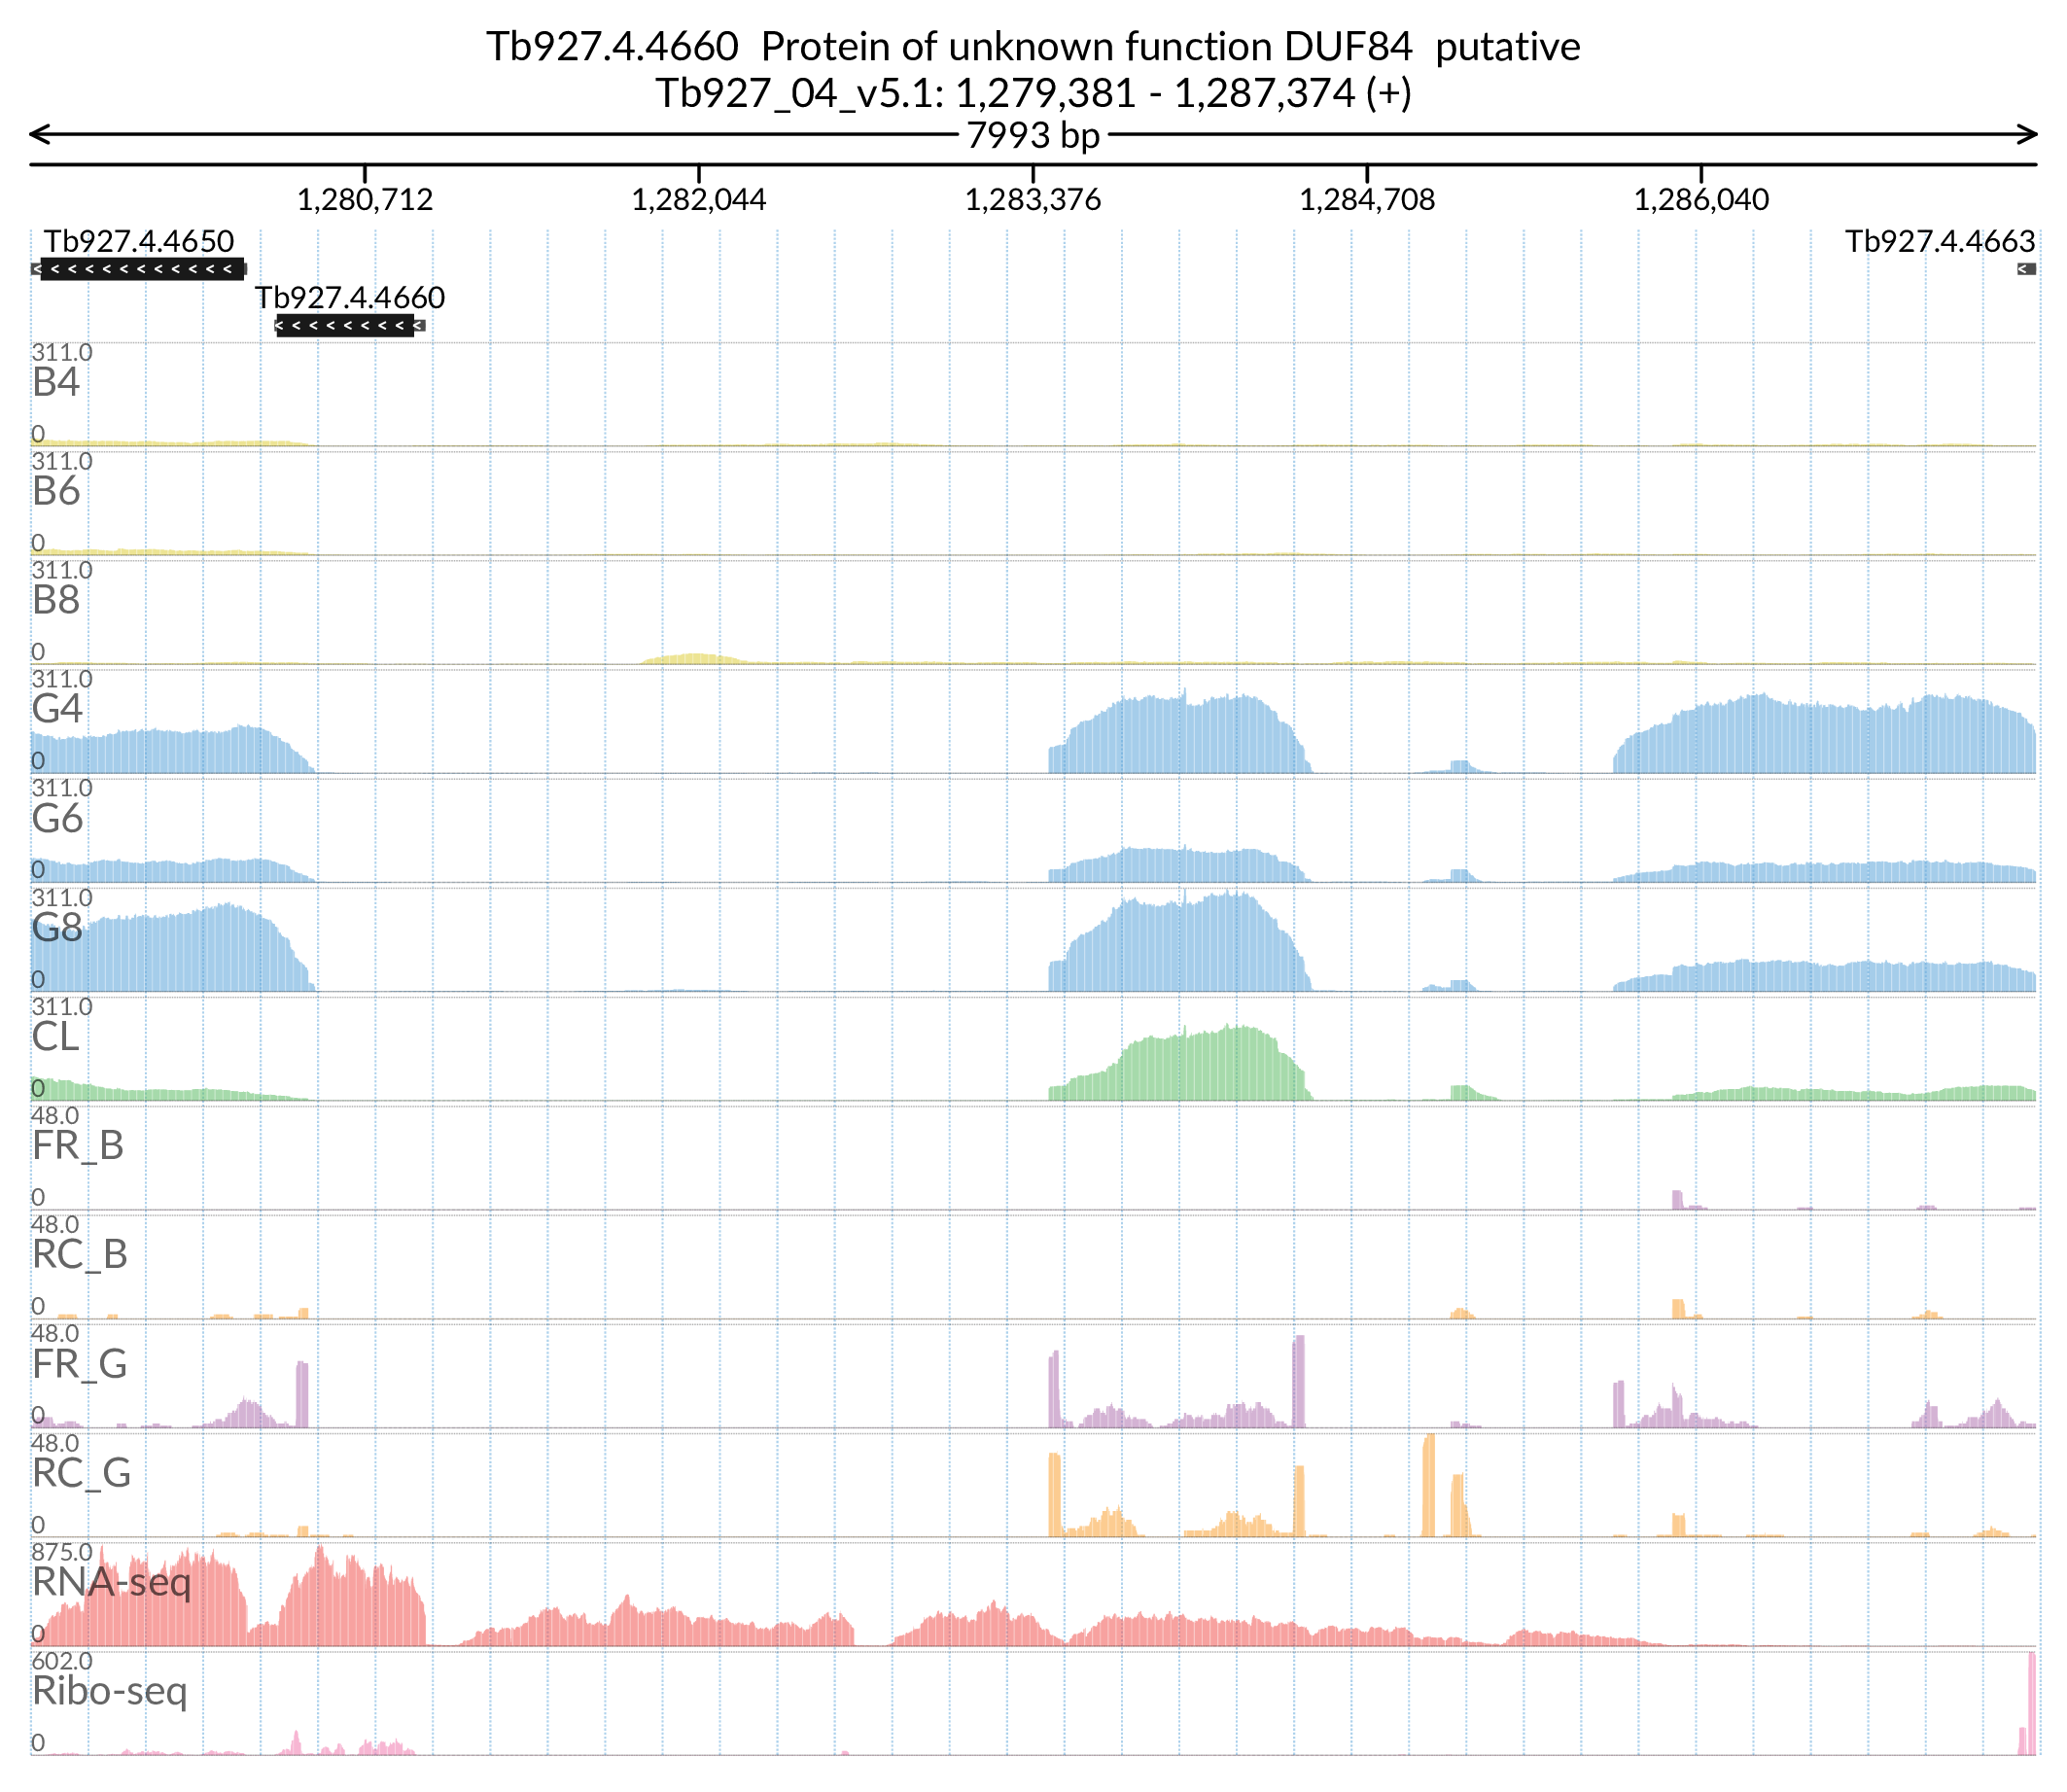 Tb927.4.4660  Protein of unknown function DUF84  putative
Tb927_04_v5.1: 1,279,381 - 1,287,374 (+)
7993 bp
1,280,712 1,282,044 1,283,376 1,284,708 1,286,040
Tb927.4.4650 Tb927.4.4663
Tb927.4.4660
311.0
B4
0
311.0
B6
0
311.0
B8
0
311.0
G4
0
311.0
G6
0
311.0
G8
0
311.0
CL
0
48.0
FR_B
0
48.0
RC_B
0
48.0
FR_G
0
48.0
RC_G
0
875.0
RNA-seq
0
602.0
Ribo-seq
0